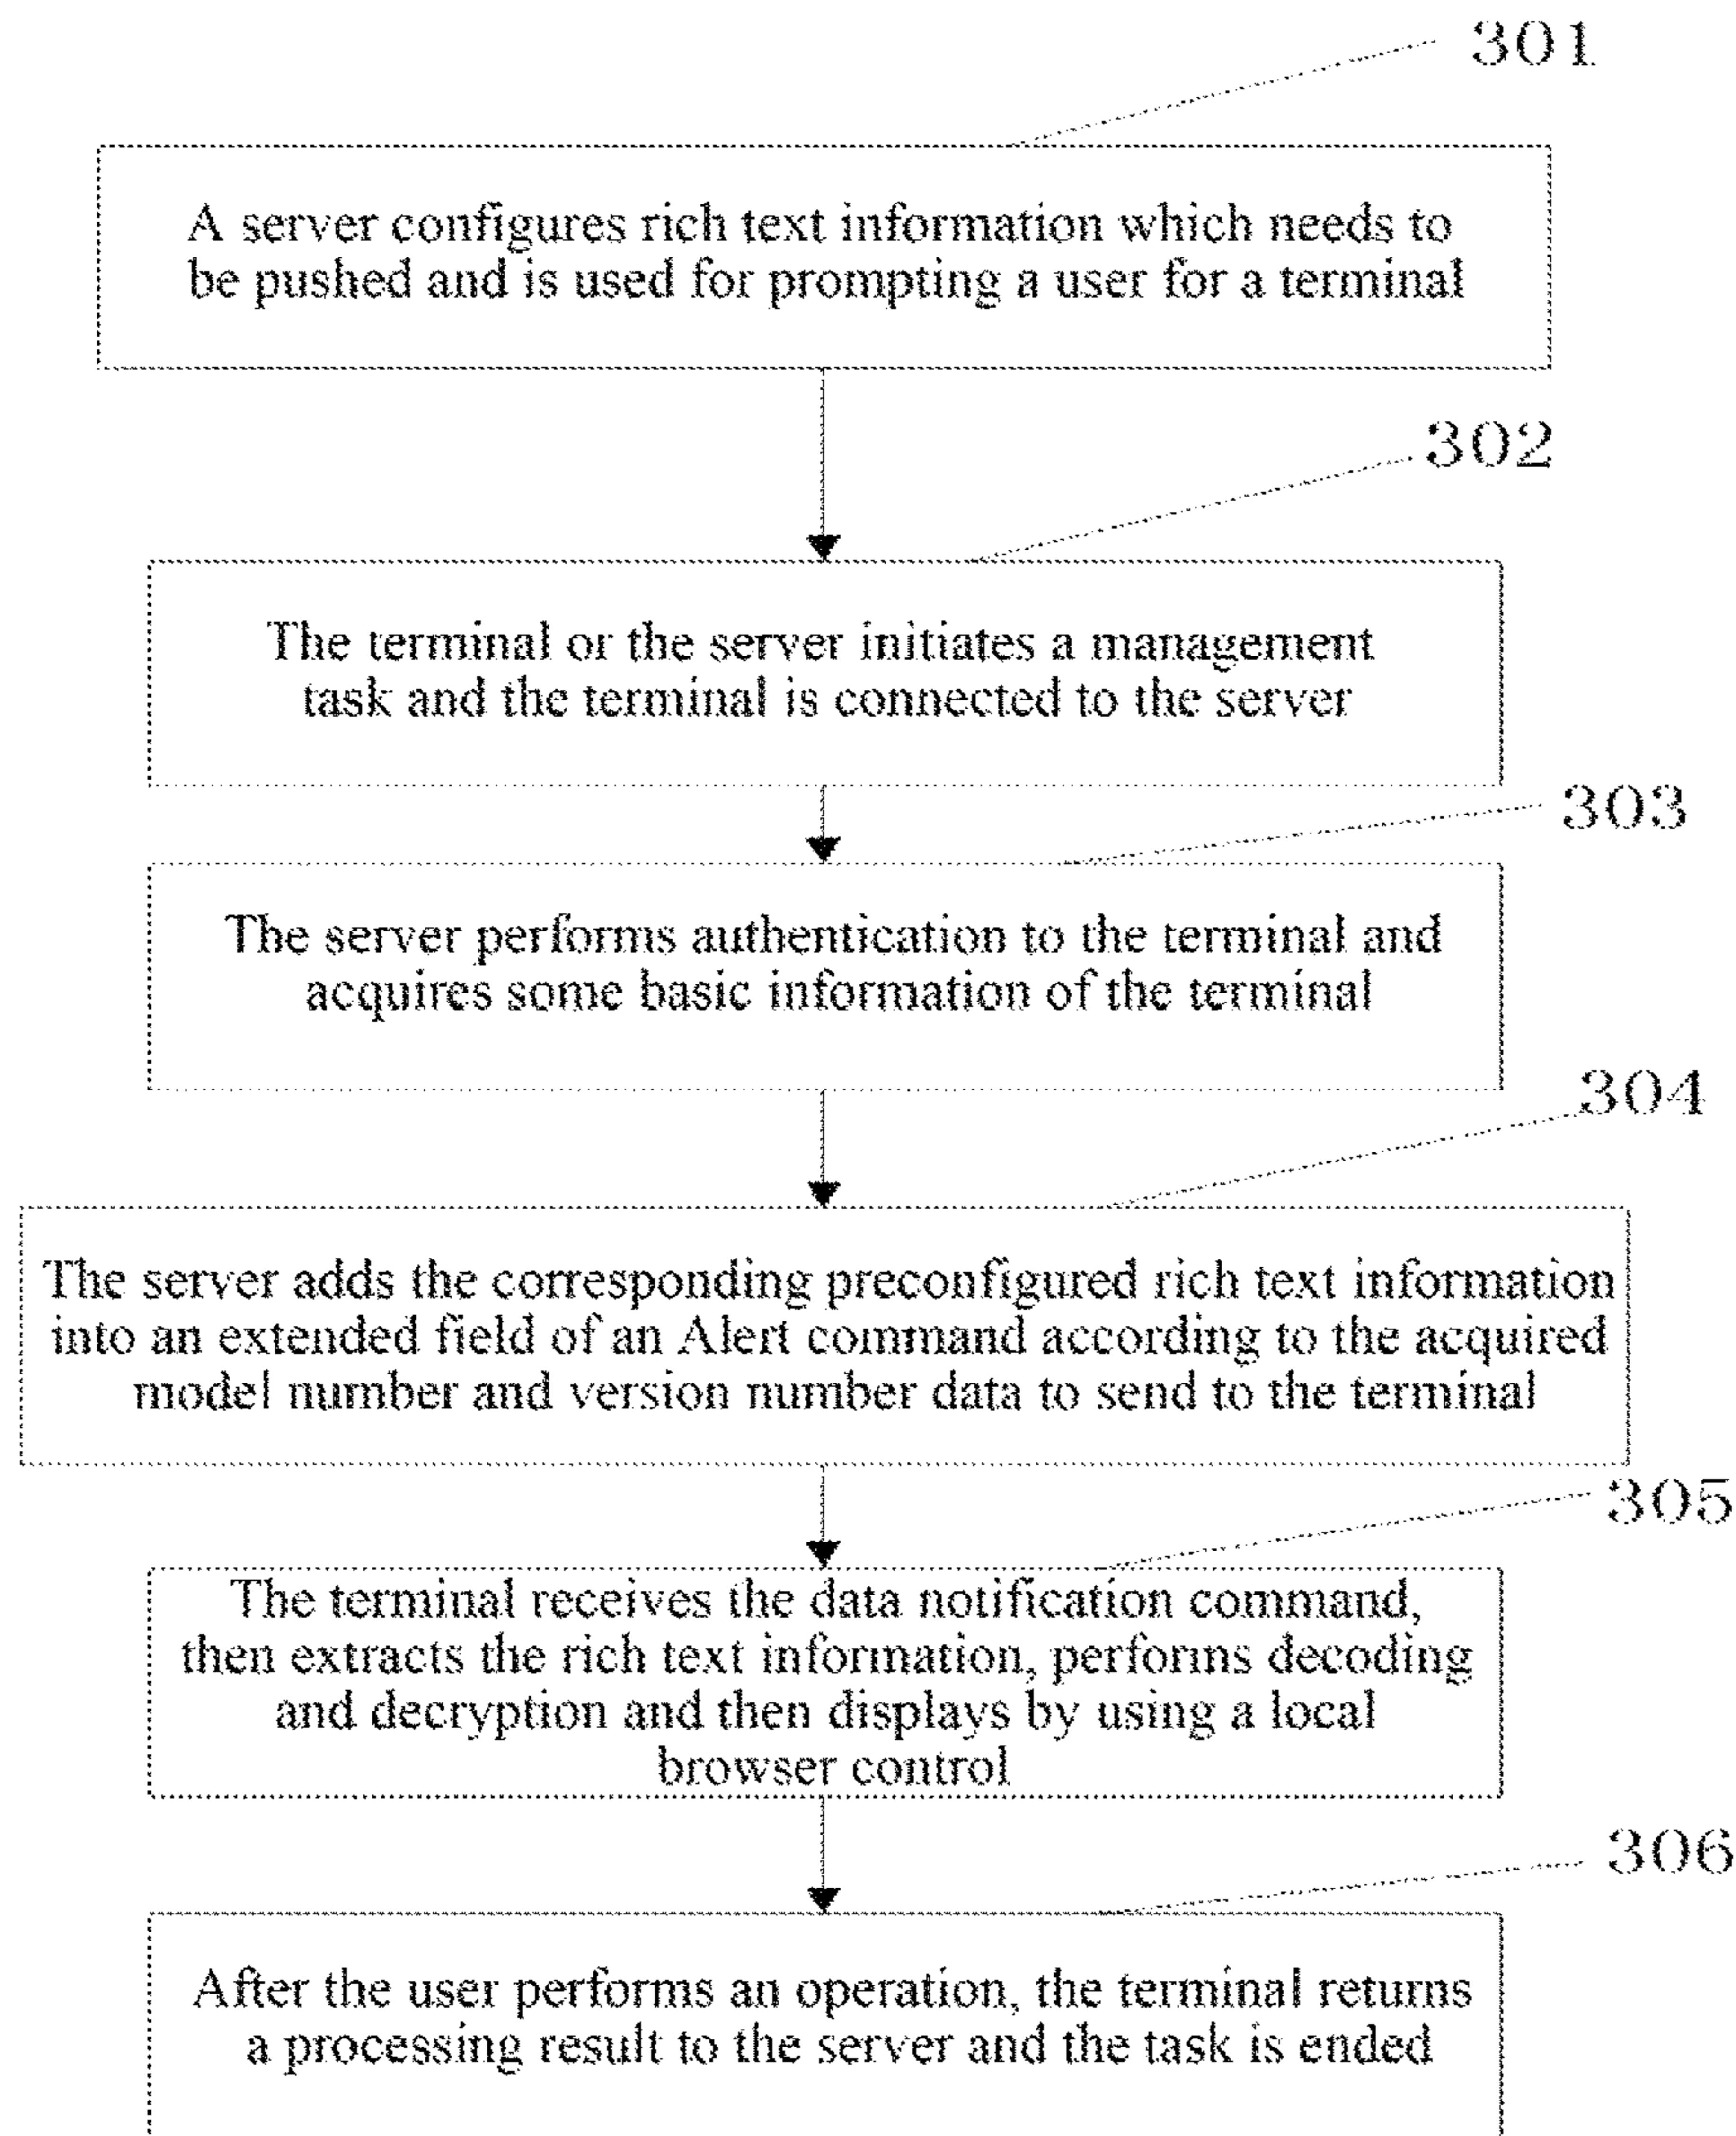 301
A server configures rich text information which needs to
be pushed and is used for prompting a user for a terminal
302
The terminal or the server initiates a management
task and the terminal is connected to the server
303
The server performs authentication to the terminal and
acquires some basic information of the terminal
304
The server adds the corresponding preconfigured rich text information
into an extended field of an Alert command according to the acquired
model number and version number data to send to the terminal
305
The terminal receives the data notification command,
then extracts the rich text information, performs decoding
and decryption and then displays by using a local
browser control
306
After the user performs an operation, the terminal returns
a processing result to the server and the task is ended